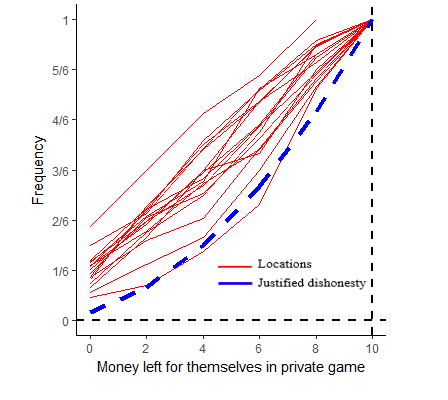 1
5/6
4/6
3/6
2/6
1/6
0
Frequency
Locations
Justified dishonesty
0 2 4 6 8 10
Money left for themselves in private game